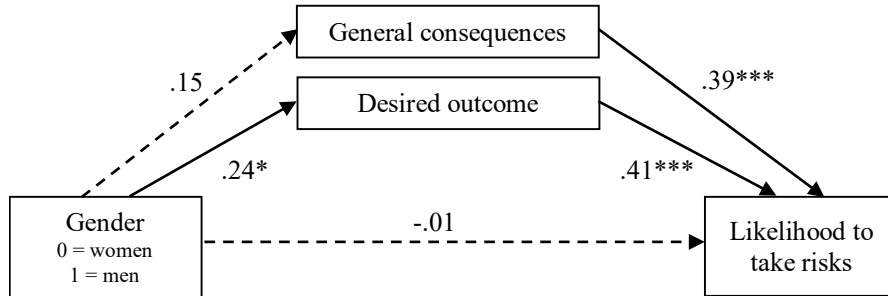 General consequences
.15
.39***
Desired outcome
.24*
.41***
Gender
0 = women
1 = men
-.01
Likelihood to
take risks